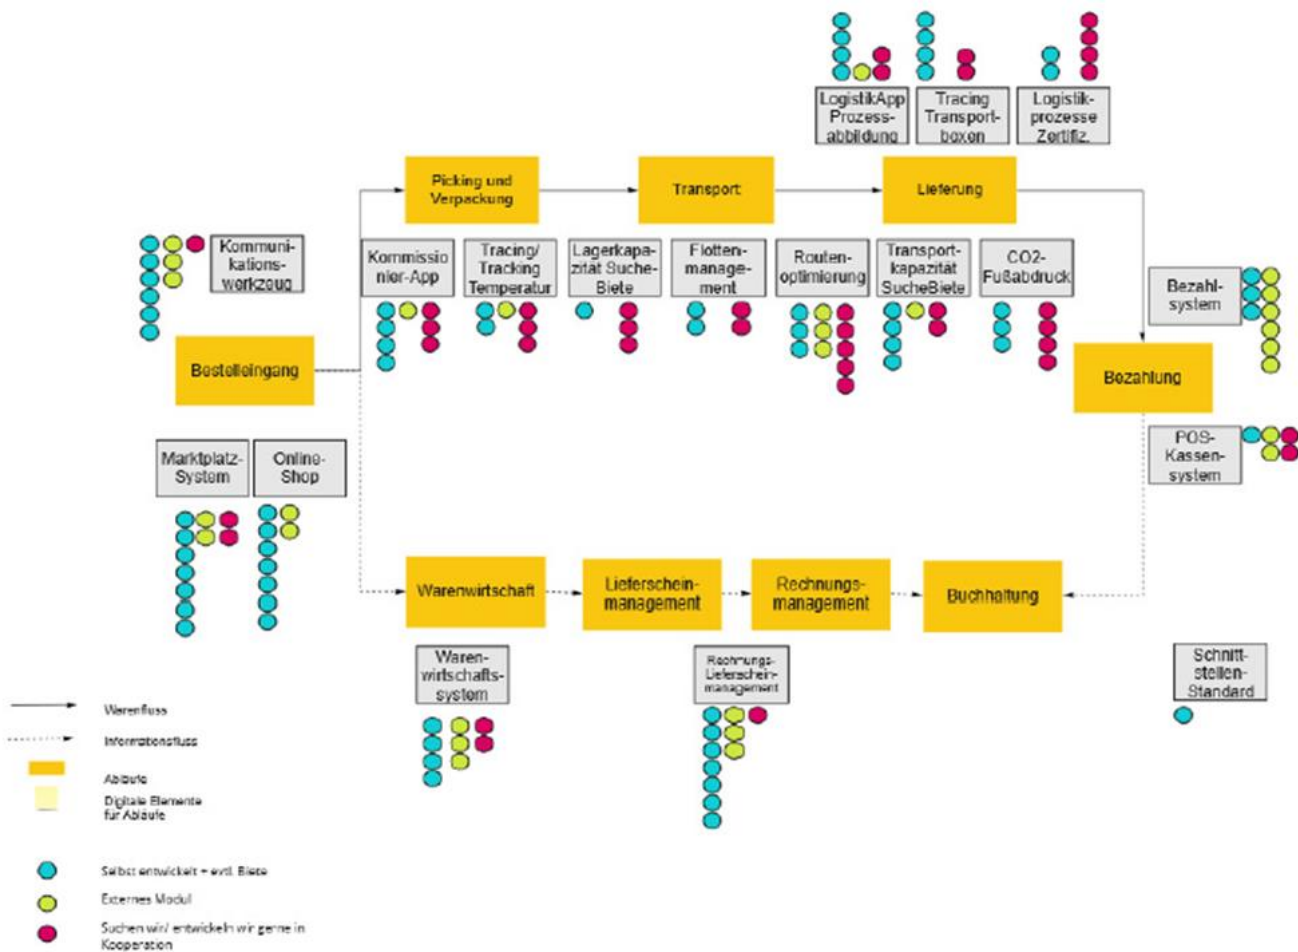 LogistikApp
Prozess-
abbildung
Tracing
Transport-
boxen
Logistik-
prozesse
Zertifiz.
Picking und
Verpackung
Transport
Lieferung
Kommuni-
kations-
werkzeug
Kommissio
nier-App
Tracing/
Tracking
Temperatur
Lagerkapa-
zität Suche-
Biete
Flotten-
manage-
ment
Routen-
optimierung
Transport-
kapazität
SucheBiete
CO2-
Fußabdruck
Bezahl-
system
Bestelleingang
Bezahlung
Marktplatz-
System
Online-
Shop
POS-
Kassen-
system
Warenwirtschaft
Lieferschein-
management
Rechnungs-
management
Buchhaltung
Waren-
wirtschafts-
system
Rechnungs-
Lieferschein-
management
Schnitt-
stellen-
Standard
Warenfluss
Informationsfluss
Abläufe
Digitale Elemente
für Abläufe
Selbst entwickelt + evtl. Biete
Externes Modul
Suchen wir/ entwickeln wir gerne in
Kooperation